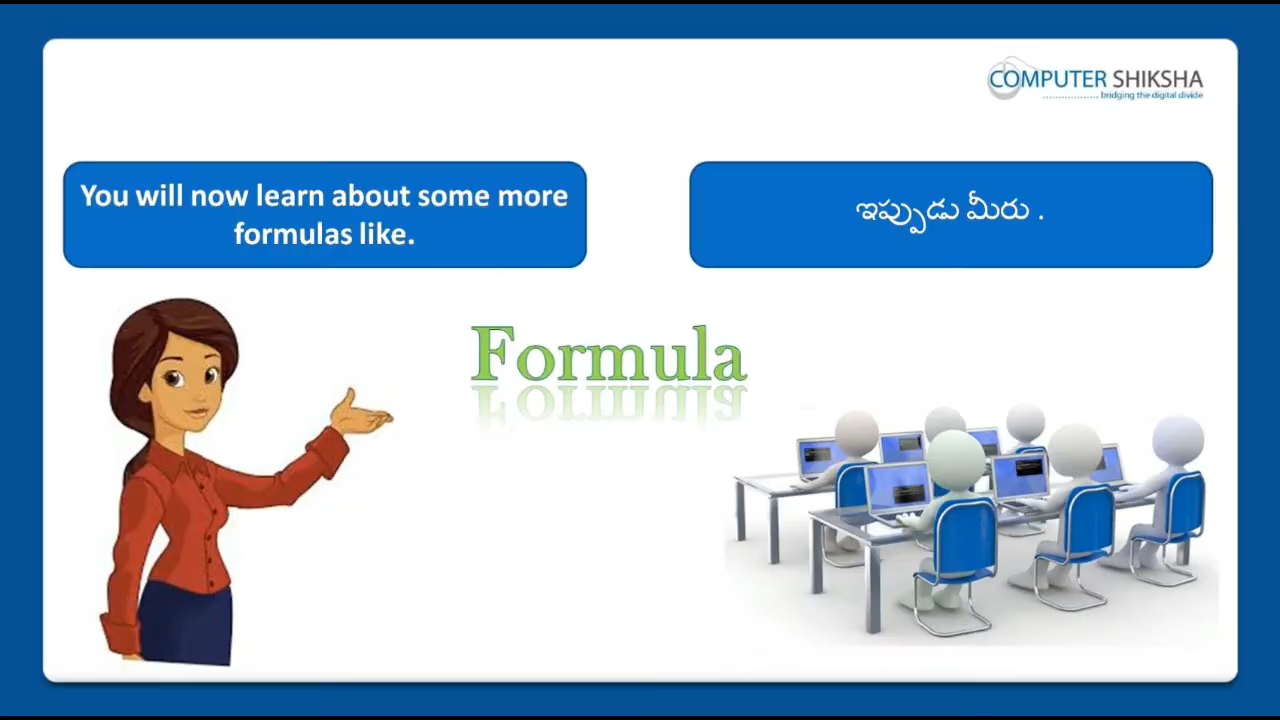 COMPUTER SHIKSHA
bridging the digital divide
You will now learn about some more
formulas like.
ఇప్పుడు మీరు .
Formula